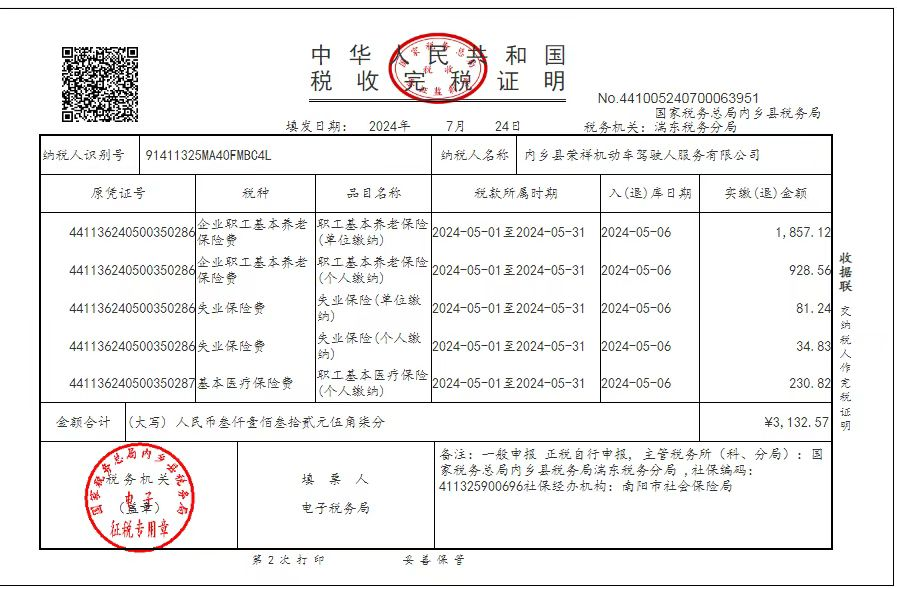 中华人民共和国
税收完税证明
No.441005240700063951
填发日期： 2024年 7月 24日
国家税务总局内乡县税务局
税务机关： 湍东税务分局
纳税人识别号 91411325MA40FMBC4L 纳税人名称 内乡县荣祥机动车驾驶人服务有限公司
原凭证号 税种 品目名称 税款所属时期 入(退)库日期 实缴(退)金额
441136240500350286 企业职工基本养老保险费 职工基本养老保险(单位缴纳) 2024-05-01至2024-05-31 2024-05-06 1,857.12
441136240500350286 企业职工基本养老保险费 职工基本养老保险(个人缴纳) 2024-05-01至2024-05-31 2024-05-06 928.56
441136240500350286 失业保险费 失业保险(单位缴纳) 2024-05-01至2024-05-31 2024-05-06 81.24
441136240500350286 失业保险费 失业保险(个人缴纳) 2024-05-01至2024-05-31 2024-05-06 34.83
441136240500350287 基本医疗保险费 职工基本医疗保险(个人缴纳) 2024-05-01至2024-05-31 2024-05-06 230.82
金额合计 (大写) 人民币叁仟壹佰叁拾贰元伍角柒分 ¥3,132.57
税务机关
(盖章)
国家税务总局内乡县税务局
电子
征税专用章
填 票 人
电子税务局
备注：一般申报 正税自行申报, 主管税务所（科、分局）：国
家税务总局内乡县税务局湍东税务分局 ,社保编码：
411325900696社保经办机构：南阳市社会保险局
收据联 交纳税人作完税证明
第2次打印 妥善保管